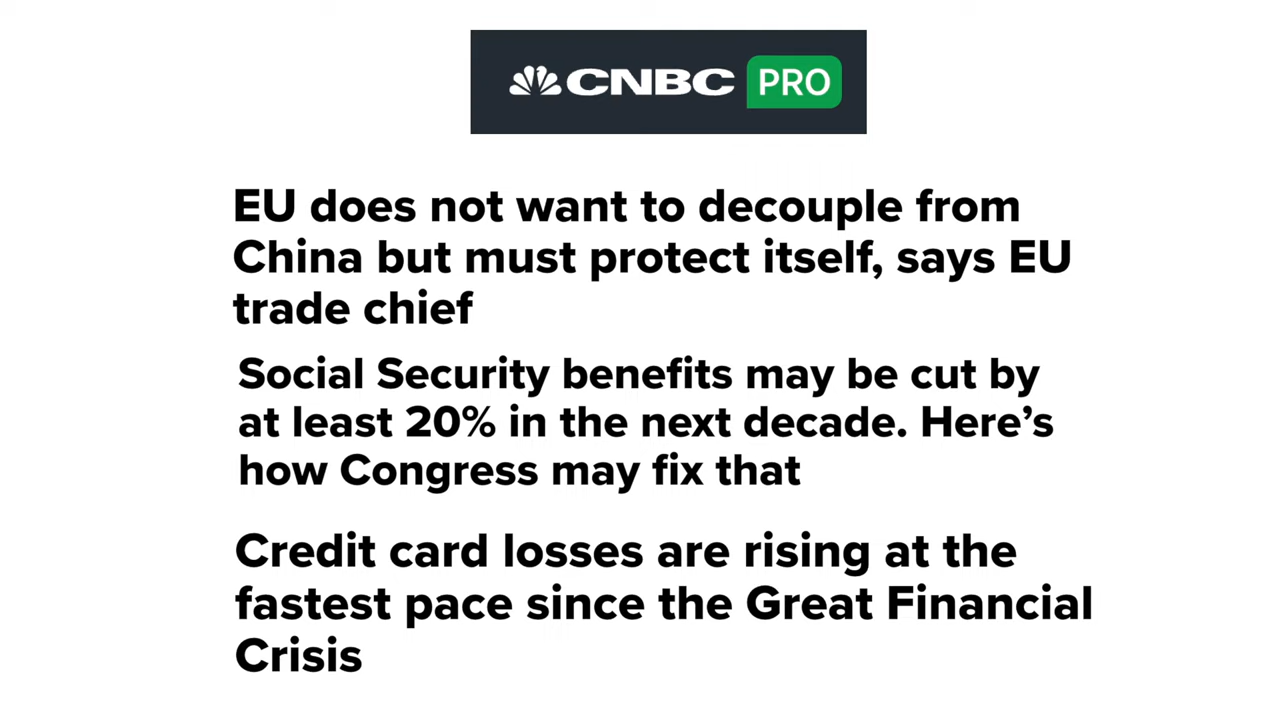 CNBC PRO
EU does not want to decouple from
China but must protect itself, says EU
trade chief
Social Security benefits may be cut by
at least 20% in the next decade. Here’s
how Congress may fix that
Credit card losses are rising at the
fastest pace since the Great Financial
Crisis